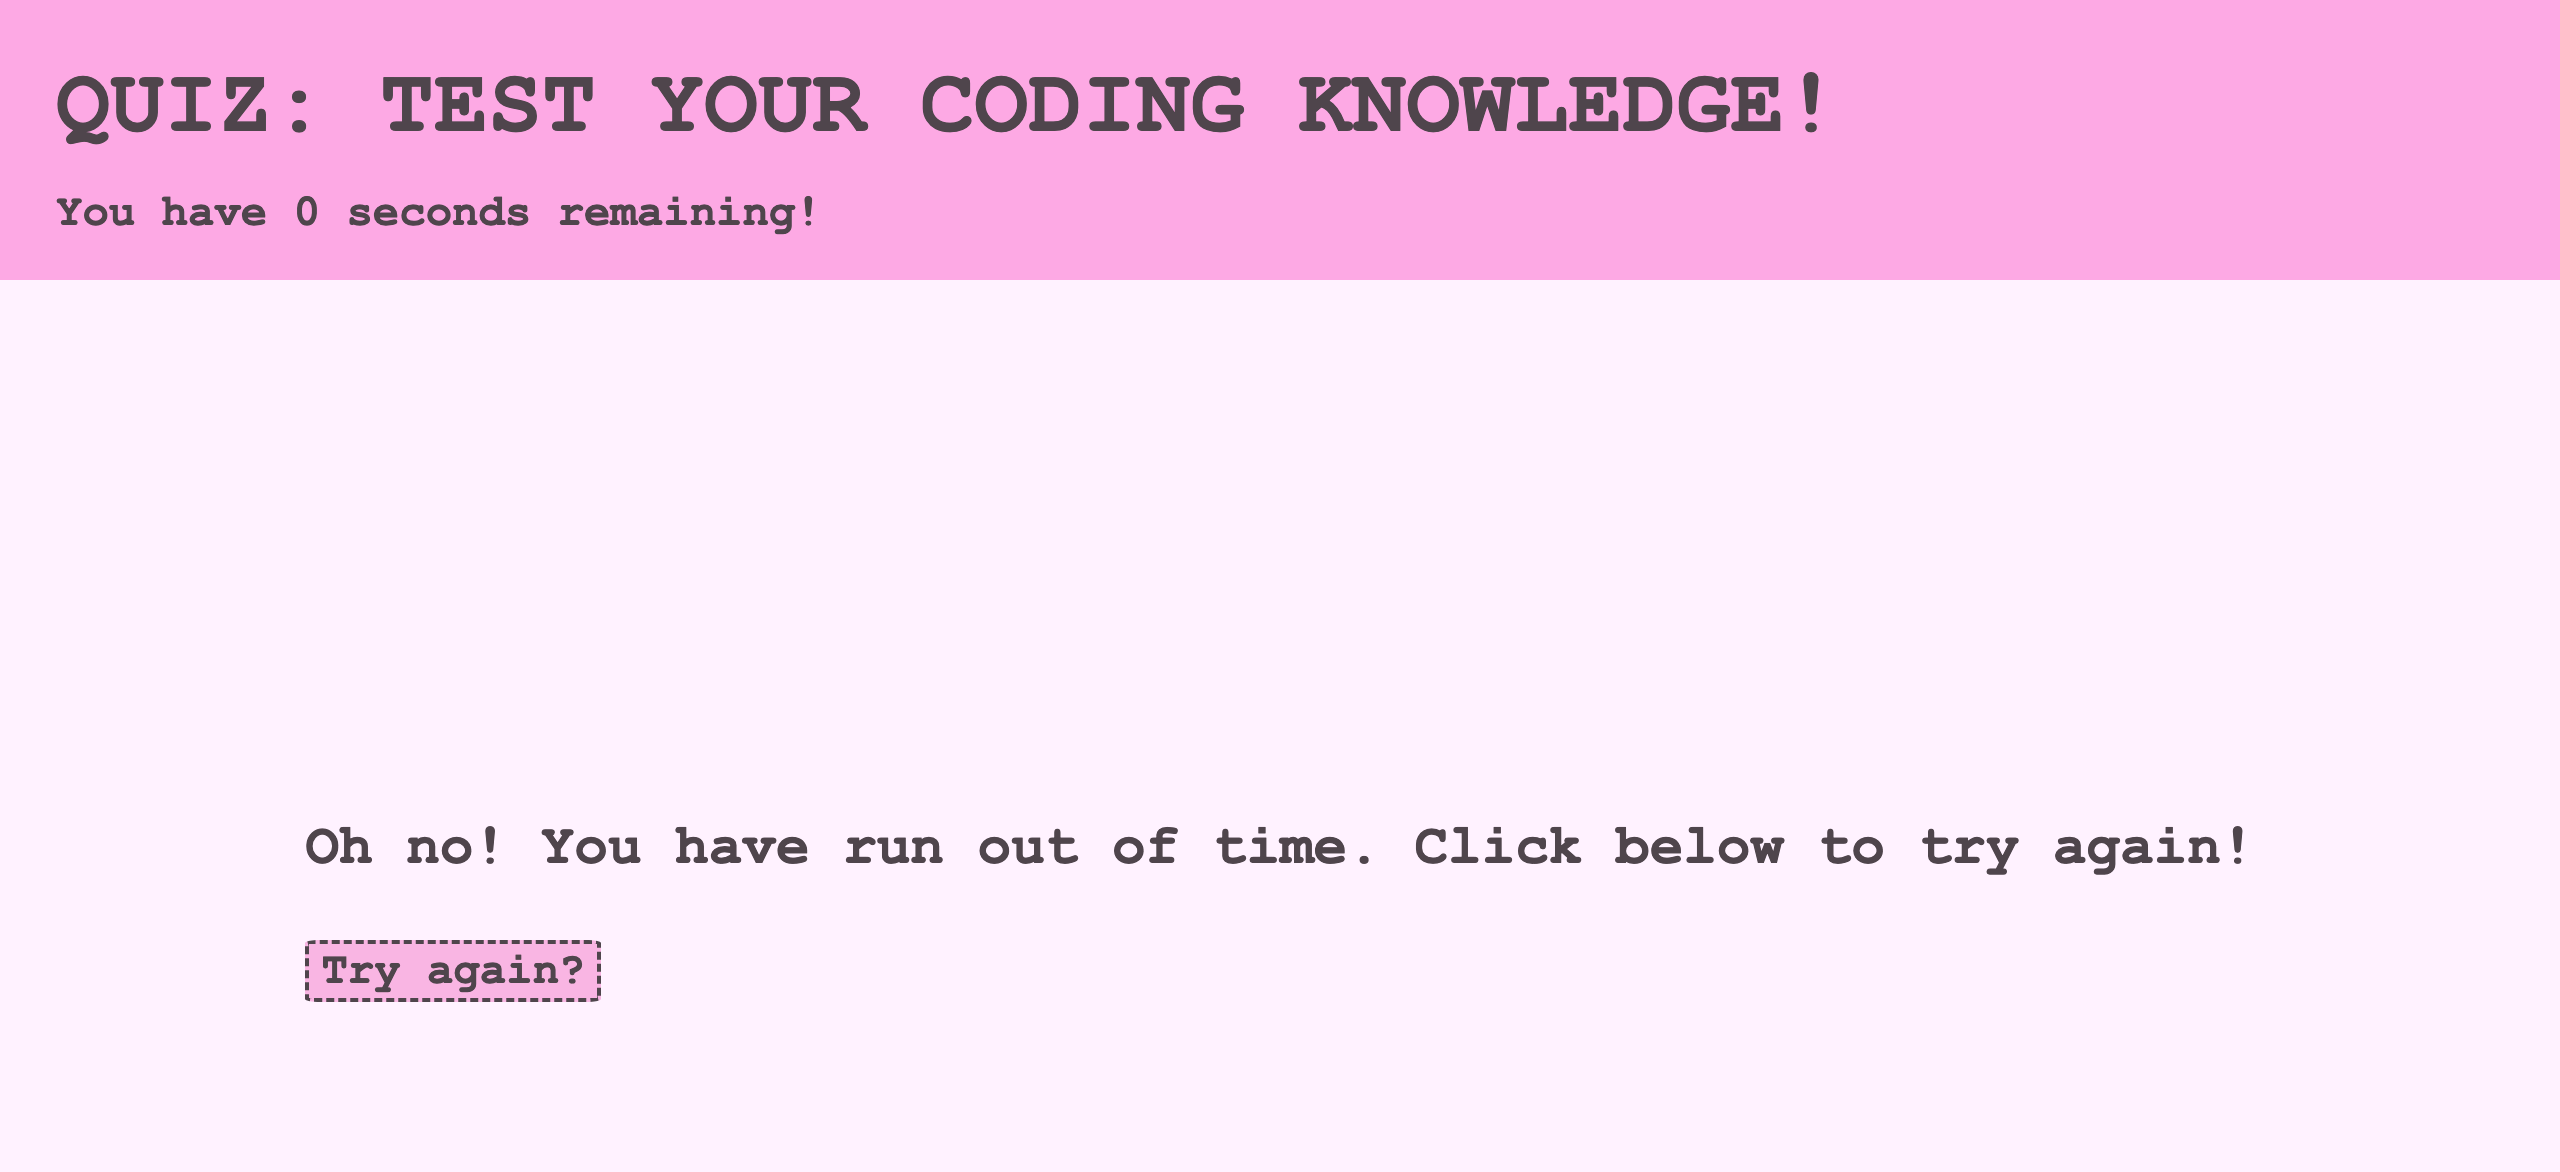 QUIZ: TEST YOUR CODING KNOWLEDGE!
You have 0 seconds remaining!
Oh no! You have run out of time. Click below to try again!
Try again?